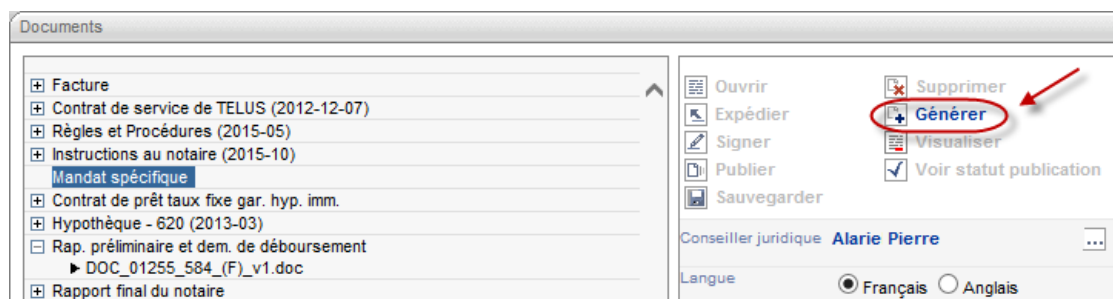 Documents
Facture
Contrat de service de TELUS (2012-12-07)
Règles et Procédures (2015-05)
Instructions au notaire (2015-10)
Mandat spécifique
Contrat de prêt taux fixe gar. hyp. imm.
Hypothèque - 620 (2013-03)
Rap. préliminaire et dem. de déboursement
DOC_01255_584_(F)_v1.doc
Rapport final du notaire
Ouvrir Supprimer
Expédier Générer
Signer Visualiser
Publier Voir statut publication
Sauvegarder
Conseiller juridique Alarie Pierre ...
Langue Français Anglais